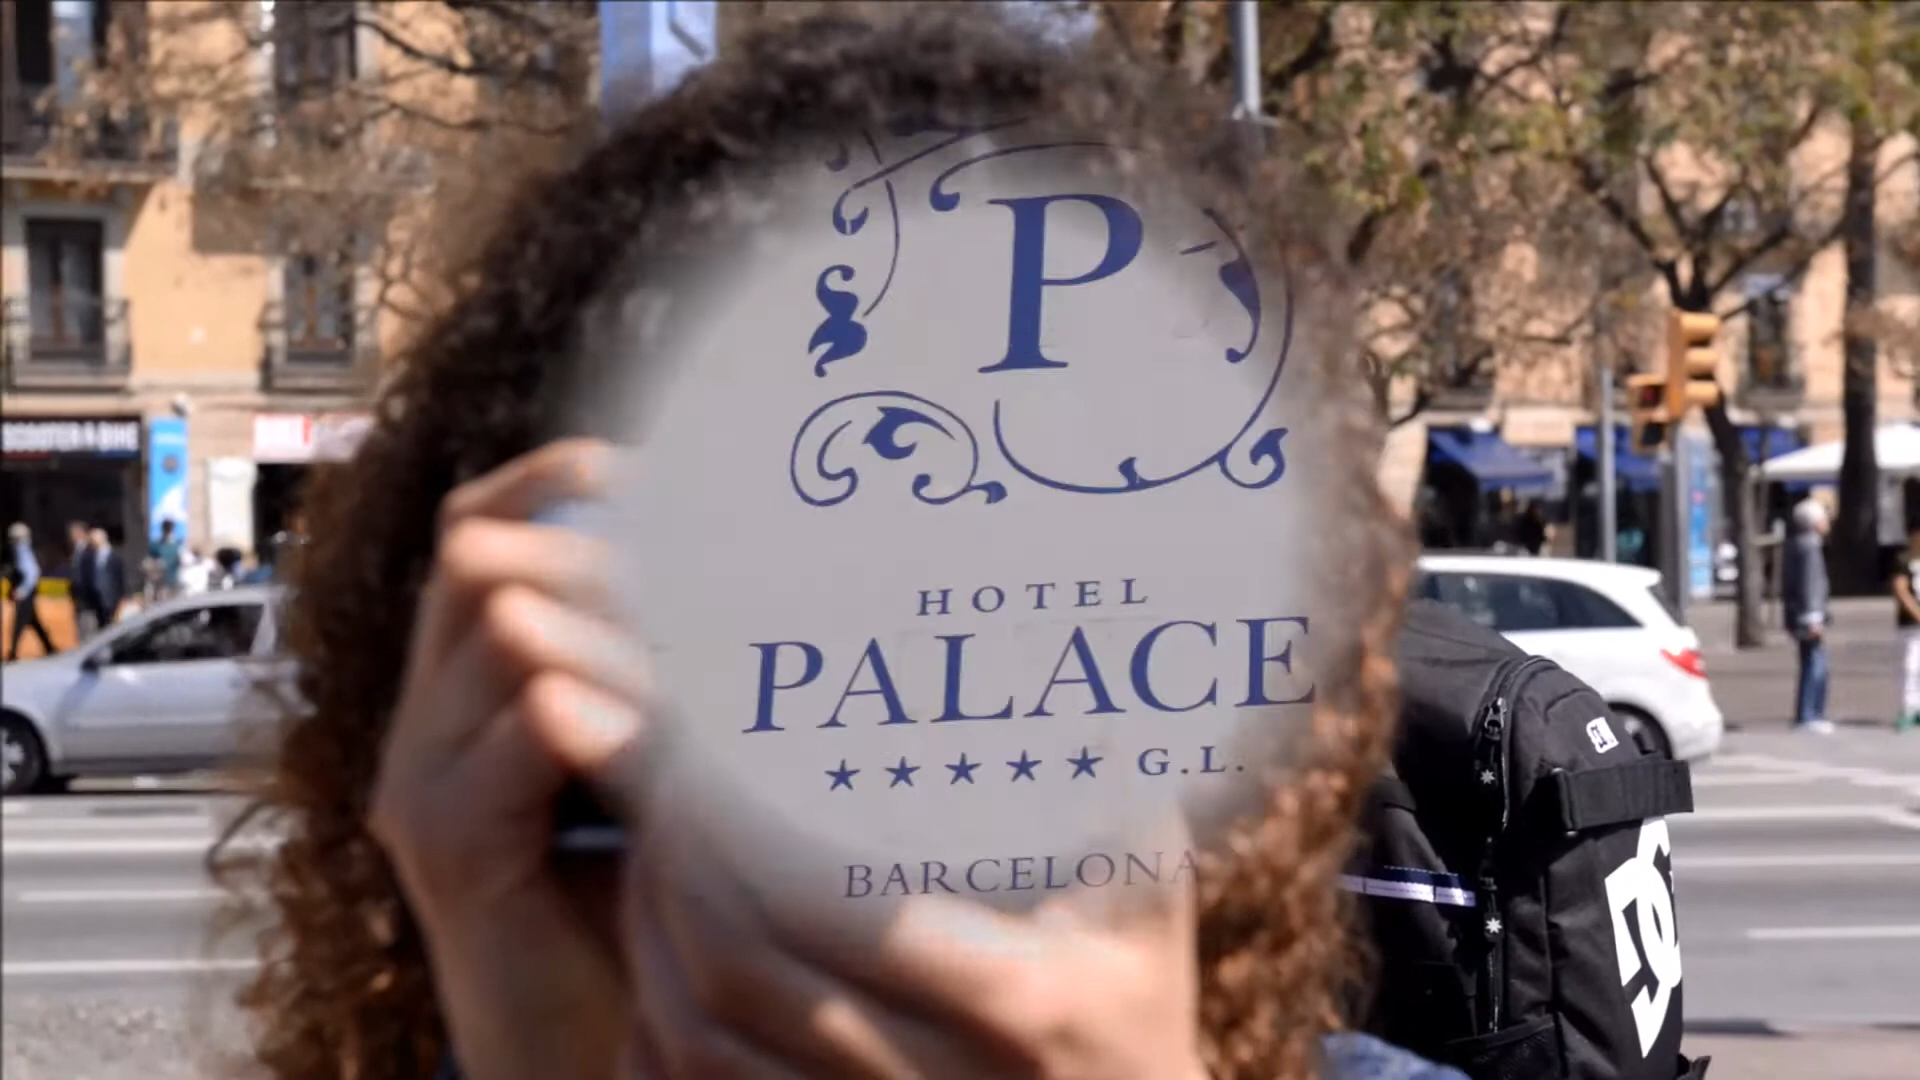 P
HOTEL
PALACE
★★★★★ G.L.
BARCELONA
SCOOTER & BIKE